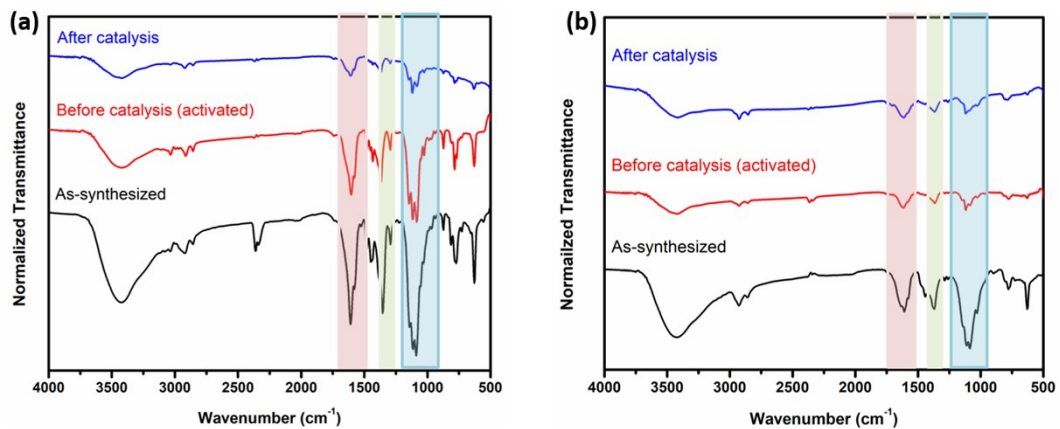 (a)
After catalysis
Before catalysis (activated)
As-synthesized
Normalized Transmittance
4000 3500 3000 2500 2000 1500 1000 500
Wavenumber (cm⁻¹)
(b)
After catalysis
Before catalysis (activated)
As-synthesized
Normailzed Transmittance
4000 3500 3000 2500 2000 1500 1000 500
Wavenumber (cm⁻¹)